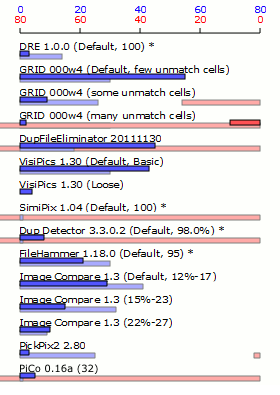 0 20 40 60 80
80 60 40 20 0
DRE 1.0.0 (Default, 100) *
GRID 000w4 (Default, few unmatch cells)
GRID 000w4 (some unmatch cells)
GRID 000w4 (many unmatch cells)
DupFileEliminator 20111130
VisiPics 1.30 (Default, Basic)
VisiPics 1.30 (Loose)
SimiPix 1.04 (Default, 100) *
Dup Detector 3.3.0.2 (Default, 98.0%) *
FileHammer 1.18.0 (Default, 95) *
Image Compare 1.3 (Default, 12%-17)
Image Compare 1.3 (15%-23)
Image Compare 1.3 (22%-27)
PickPix2 2.80
PiCo 0.16a (32)